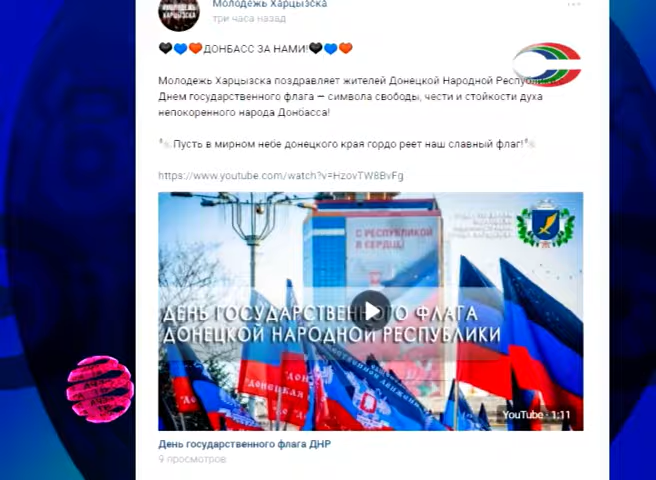 Молодежь Харцызска
три часа назад
🖤💙🧡ДОНБАСС ЗА НАМИ!🖤💙🧡
Молодежь Харцызска поздравляет жителей Донецкой Народной Республики
Днем государственного флага — символа свободы, чести и стойкости духа
непокоренного народа Донбасса!
Пусть в мирном небе донецкого края гордо реет наш славный флаг!
https://www.youtube.com/watch?v=HzovTW8BvFg
С РЕСПУБЛИКОЙ
В СЕРДЦЕ!
ДЕНЬ ГОСУДАРСТВЕННОГО ФЛАГА
ДОНЕЦКОЙ НАРОДНОЙ РЕСПУБЛИКИ
YouTube · 1:11
День государственного флага ДНР
9 просмотров